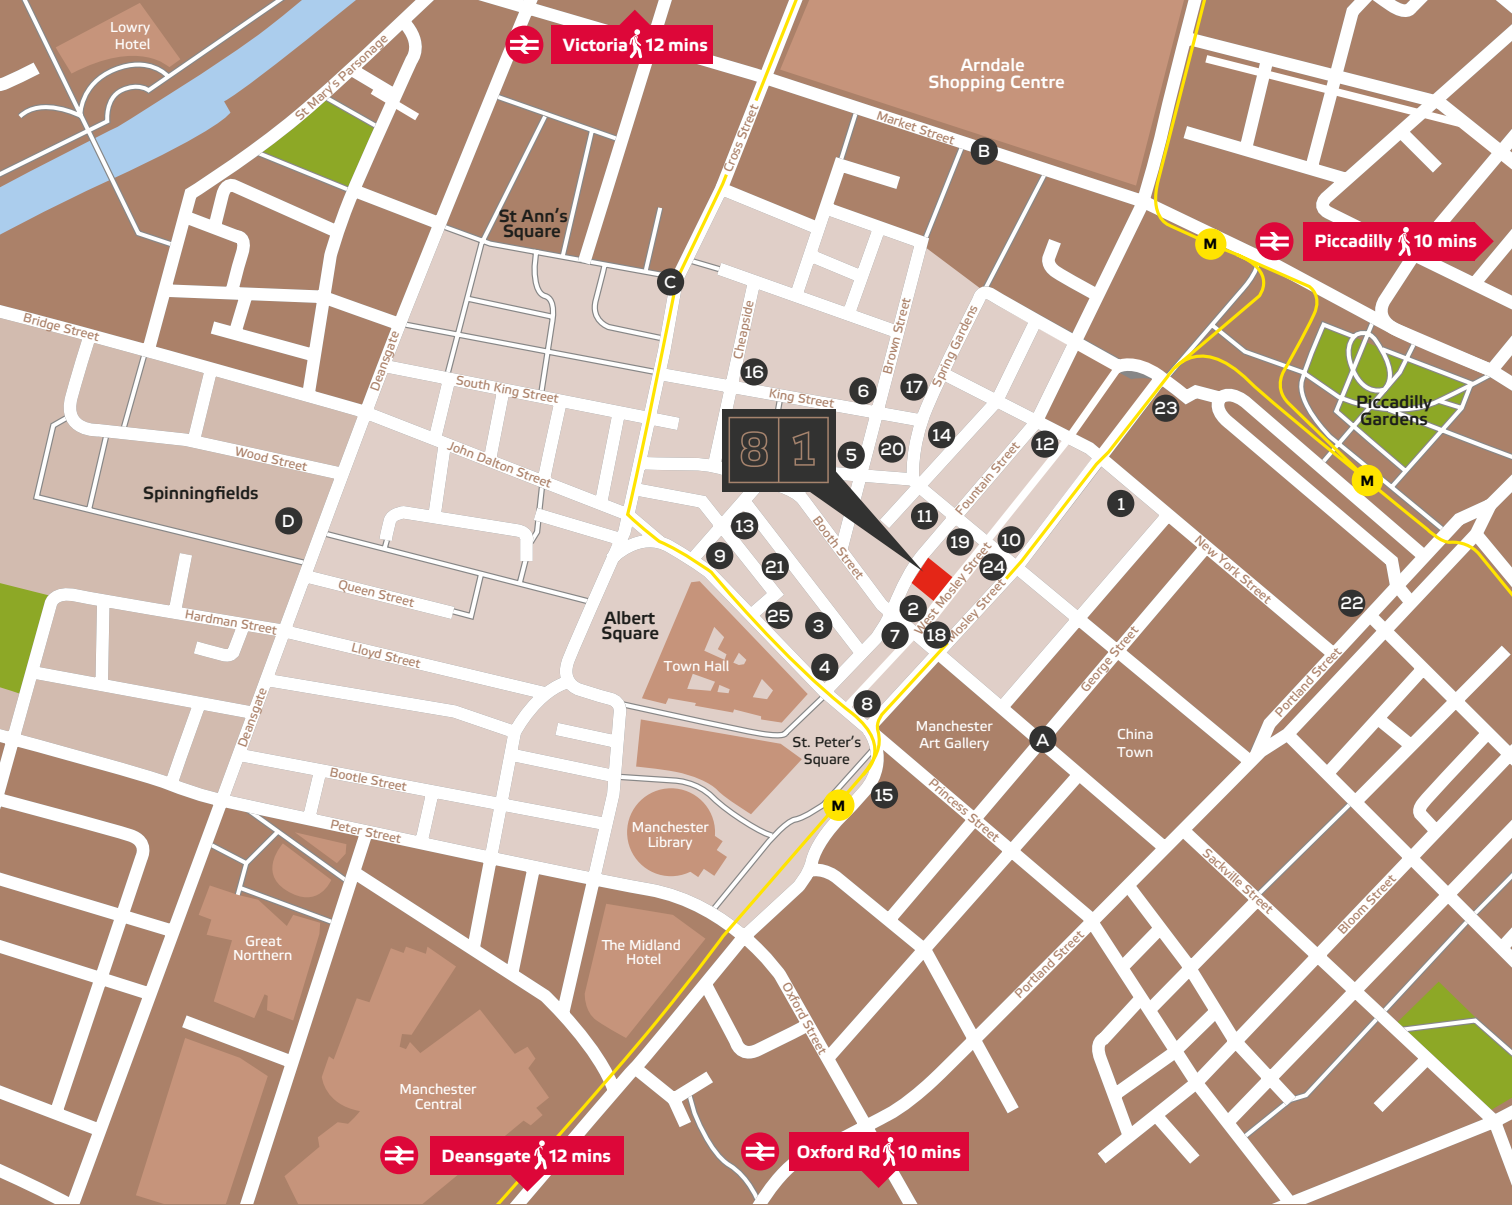 Lowry
Hotel
St Mary's Parsonage
Victoria 12 mins
Arndale
Shopping Centre
Cross Street
Market Street
B
St Ann's
Square
M
Piccadilly 10 mins
C
Bridge Street
Deansgate
Cheapside
Brown Street
Spring Gardens
South King Street
16
King Street
6
17
23
Piccadilly
Gardens
81
5
20
14
12
John Dalton Street
Wood Street
Fountain Street
M
Spinningfields
D
1
11
13
Booth Street
19
10
9
21
24
West Mosley Street
New York Street
Queen Street
Hardman Street
Albert
Square
25
3
2
7
18
Mosley Street
22
Lloyd Street
Town Hall
4
George Street
Portland Street
8
Deansgate
St. Peter's
Square
Manchester
Art Gallery
A
China
Town
Bootle Street
M
15
Princess Street
Peter Street
Manchester
Library
Sackville Street
Bloom Street
Great
Northern
The Midland
Hotel
Portland Street
Oxford Street
Manchester
Central
Deansgate 12 mins
Oxford Rd 10 mins